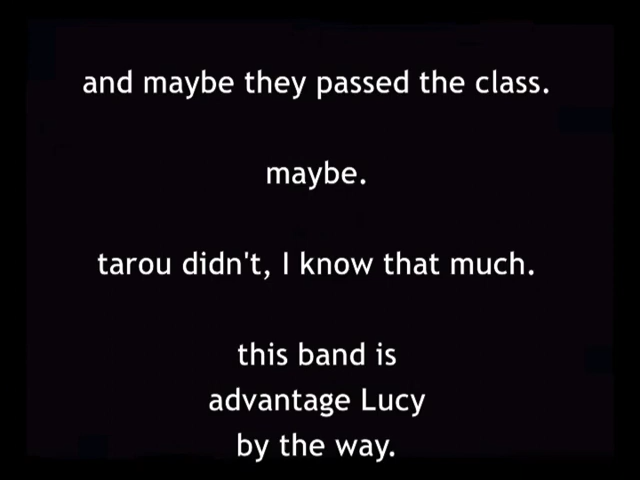 and maybe they passed the class.
maybe.
tarou didn't, I know that much.
this band is
advantage Lucy
by the way.